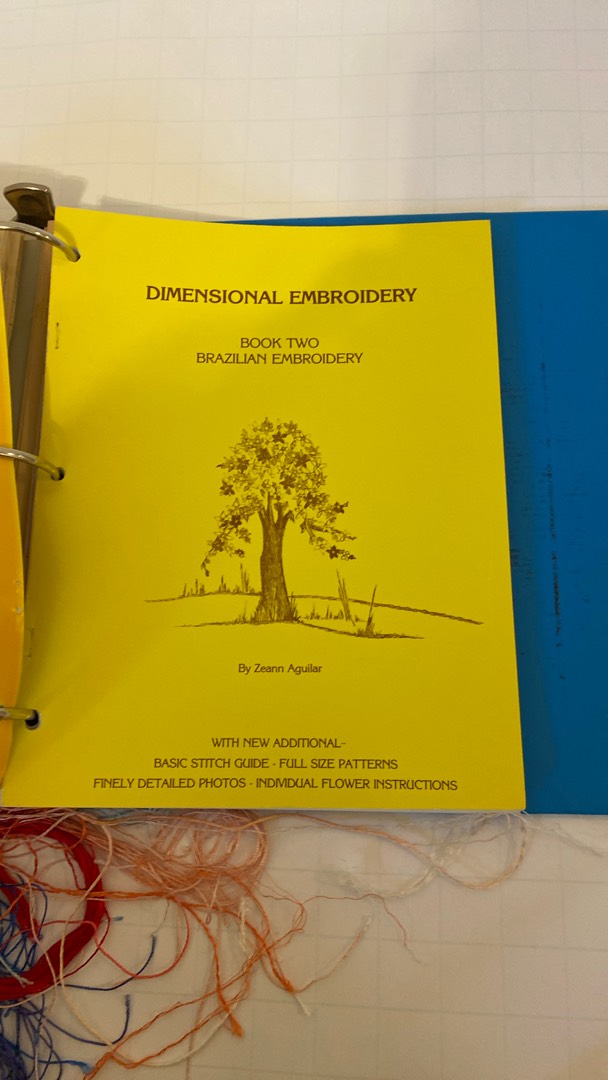 DIMENSIONAL EMBROIDERY
BOOK TWO
BRAZILIAN EMBROIDERY
By Zeann Aguilar
WITH NEW ADDITIONAL-
BASIC STITCH GUIDE - FULL SIZE PATTERNS
FINELY DETAILED PHOTOS - INDIVIDUAL FLOWER INSTRUCTIONS